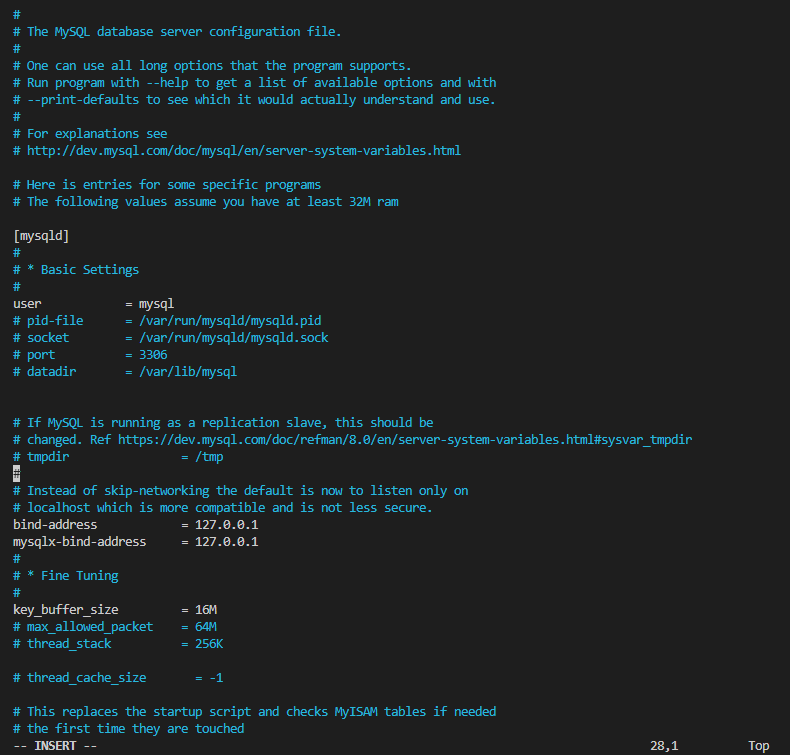 #
# The MySQL database server configuration file.
#
# One can use all long options that the program supports.
# Run program with --help to get a list of available options and with
# --print-defaults to see which it would actually understand and use.
#
# For explanations see
# http://dev.mysql.com/doc/mysql/en/server-system-variables.html

# Here is entries for some specific programs
# The following values assume you have at least 32M ram

[mysqld]
#
# * Basic Settings
#
user            = mysql
# pid-file      = /var/run/mysqld/mysqld.pid
# socket        = /var/run/mysqld/mysqld.sock
# port          = 3306
# datadir       = /var/lib/mysql


# If MySQL is running as a replication slave, this should be
# changed. Ref https://dev.mysql.com/doc/refman/8.0/en/server-system-variables.html#sysvar_tmpdir
# tmpdir                = /tmp
#
# Instead of skip-networking the default is now to listen only on
# localhost which is more compatible and is not less secure.
bind-address            = 127.0.0.1
mysqlx-bind-address     = 127.0.0.1
#
# * Fine Tuning
#
key_buffer_size         = 16M
# max_allowed_packet    = 64M
# thread_stack          = 256K

# thread_cache_size       = -1

# This replaces the startup script and checks MyISAM tables if needed
# the first time they are touched
-- INSERT --                                                                               28,1          Top